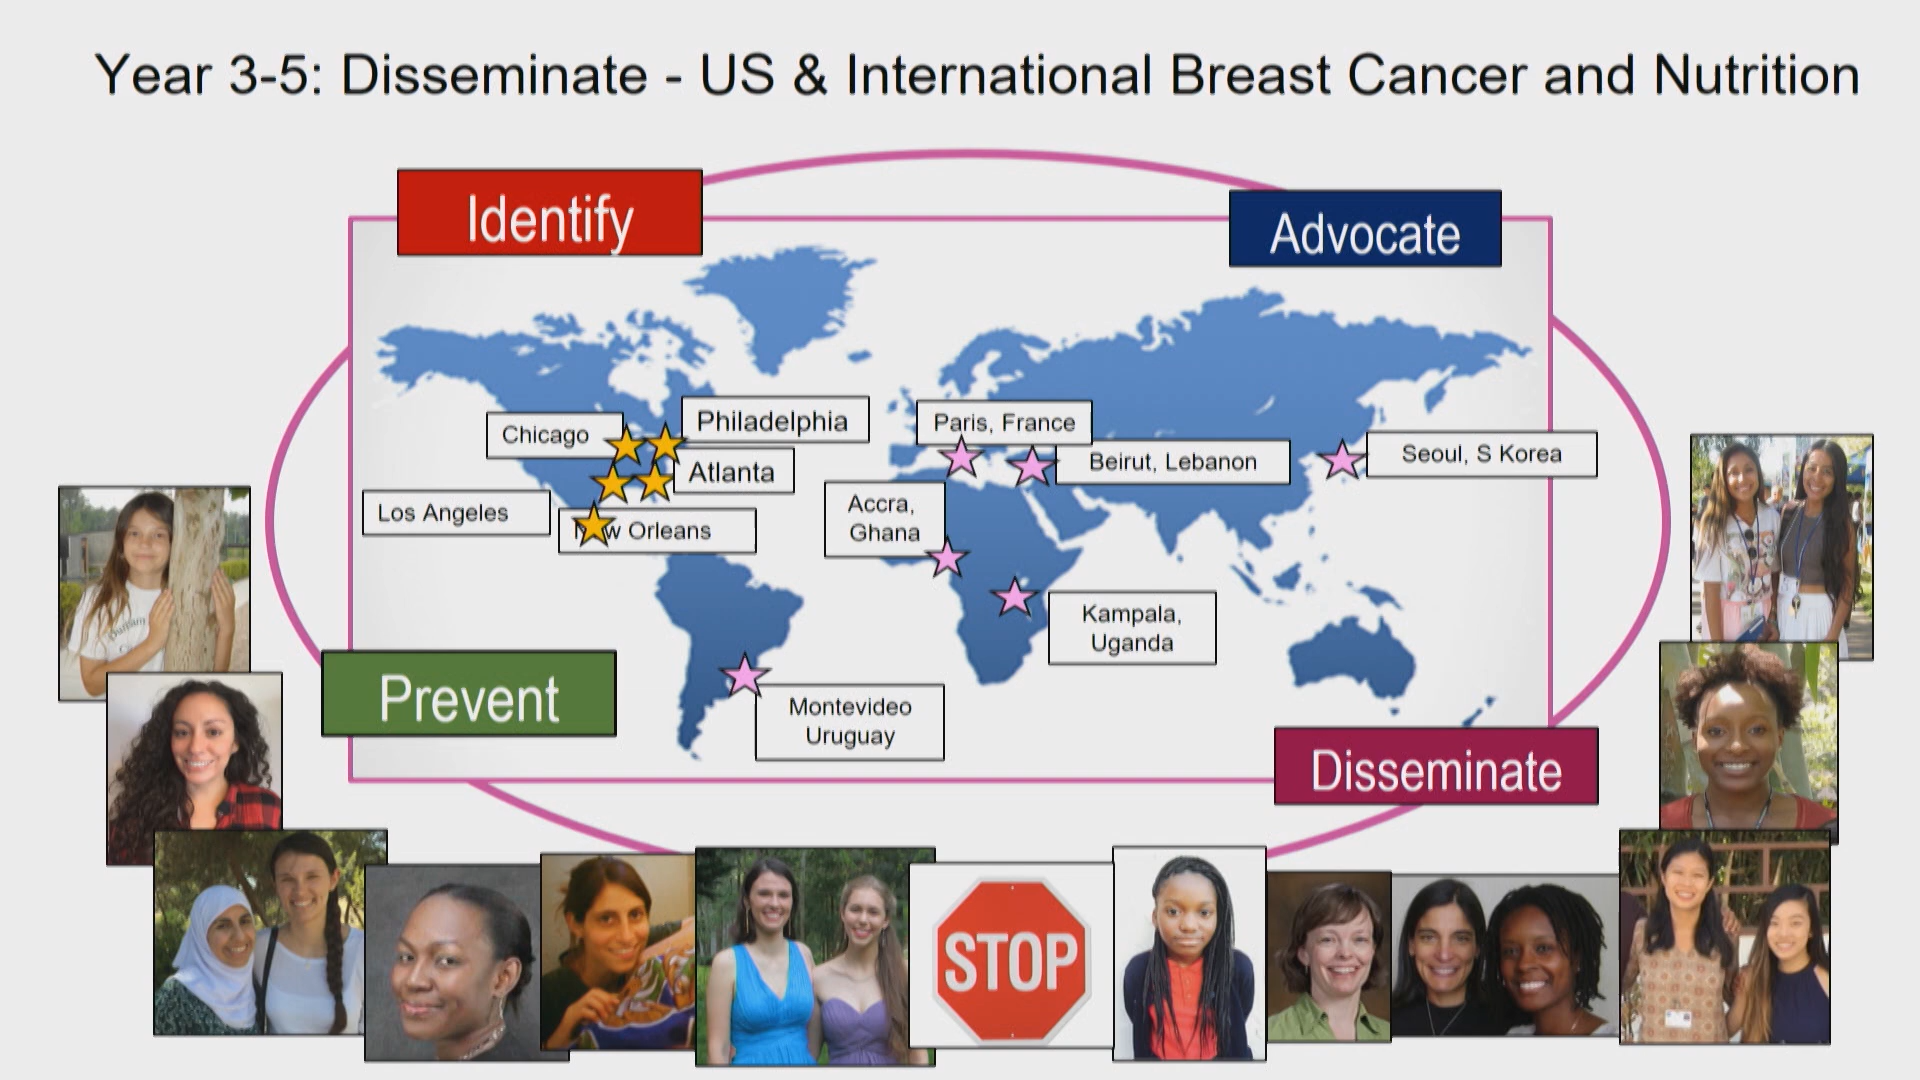 Year 3-5: Disseminate - US & International Breast Cancer and Nutrition
Identify
Advocate
Chicago
Philadelphia
Paris, France
Beirut, Lebanon
Seoul, S Korea
Atlanta
Los Angeles
New Orleans
Accra,
Ghana
Kampala,
Uganda
Prevent
Montevideo
Uruguay
Disseminate
STOP